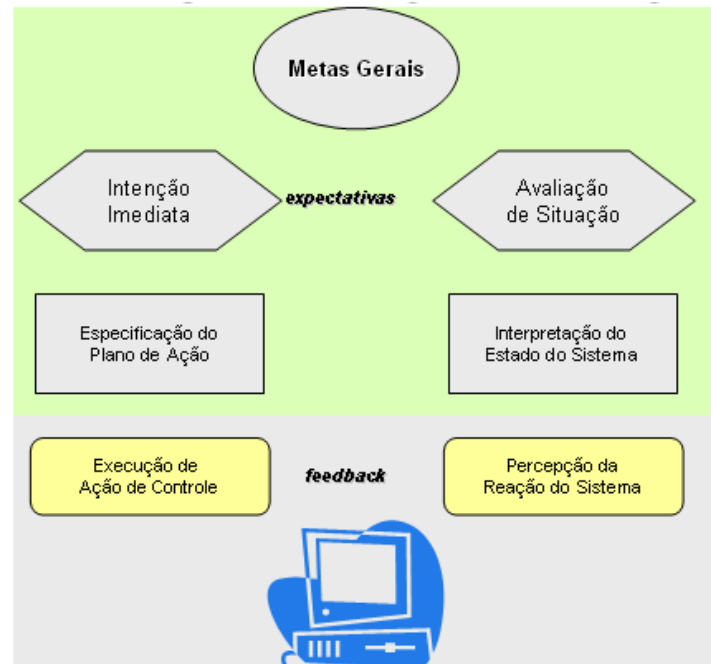 Metas Gerais
Intenção
Imediata
expectativas
Avaliação
de Situação
Especificação do
Plano de Ação
Interpretação do
Estado do Sistema
Execução de
Ação de Controle
feedback
Percepção da
Reação do Sistema